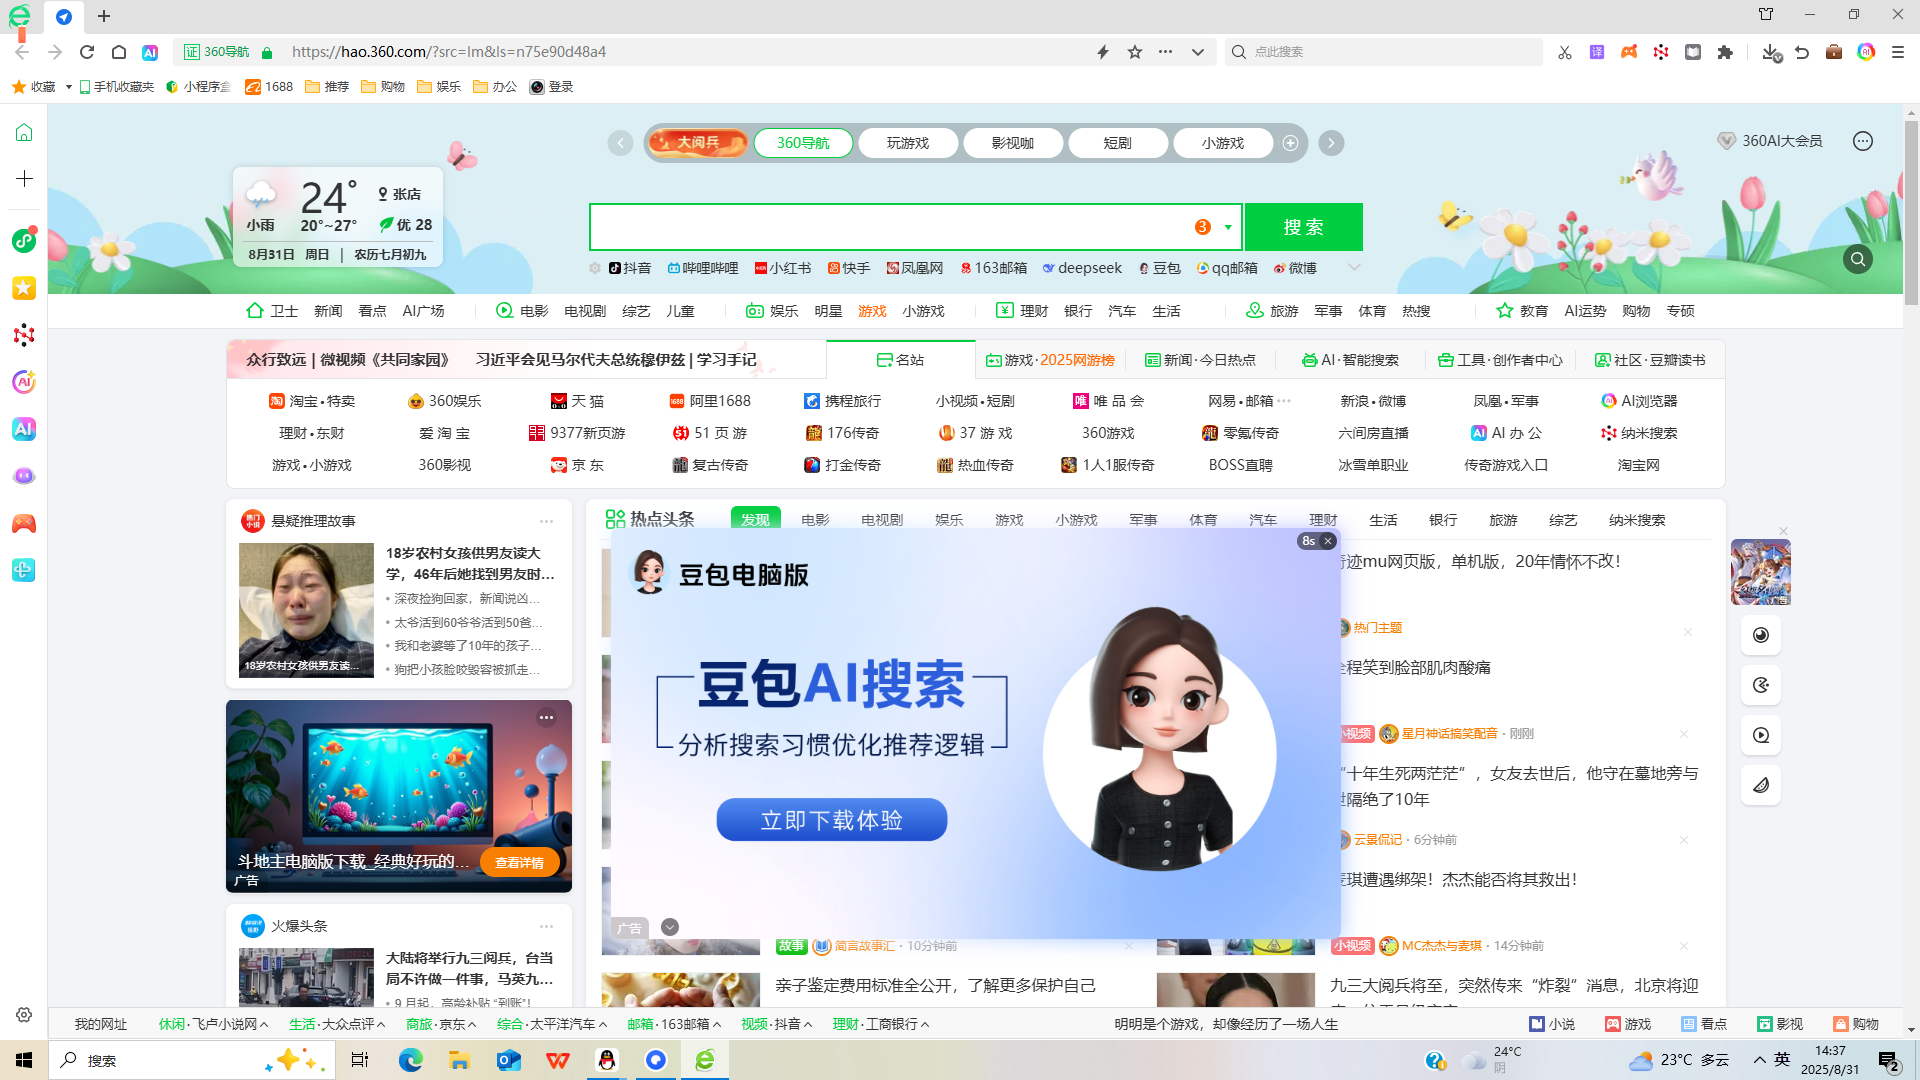 360导航
https://hao.360.com/?src=lm&ls=n75e90d48a4
点此搜索
收藏 手机收藏夹 小程序盒 1688 推荐 购物 娱乐 办公 登录
大阅兵 360导航 玩游戏 影视咖 短剧 小游戏
360AI大会员
24° 张店
小雨 20°~27° 优 28
8月31日 周日 | 农历七月初九
3 搜索
抖音 哔哩哔哩 小红书 快手 凤凰网 163邮箱 deepseek 豆包 qq邮箱 微博
卫士 新闻 看点 AI广场 电影 电视剧 综艺 儿童 娱乐 明星 游戏 小游戏 理财 银行 汽车 生活 旅游 军事 体育 热搜 教育 AI运势 购物 专硕
众行致远 | 微视频《共同家园》 习近平会见马尔代夫总统穆伊兹 | 学习手记
名站 游戏·2025网游榜 新闻·今日热点 AI·智能搜索 工具·创作者中心 社区·豆瓣读书
淘宝•特卖 360娱乐 天 猫 阿里1688 携程旅行 小视频•短剧 唯 品 会 网易•邮箱 新浪•微博 凤凰•军事 AI浏览器
理财•东财 爱 淘 宝 9377新页游 51 页 游 176传奇 37 游 戏 360游戏 零氪传奇 六间房直播 AI 办 公 纳米搜索
游戏•小游戏 360影视 京 东 复古传奇 打金传奇 热血传奇 1人1服传奇 BOSS直聘 冰雪单职业 传奇游戏入口 淘宝网
悬疑推理故事
18岁农村女孩供男友读大
学，46年后她找到男友时...
• 深夜捡狗回家，新闻说凶...
• 太爷活到60爷爷活到50爸...
• 我和老婆等了10年的孩子...
• 狗把小孩脸咬毁容被抓走...
18岁农村女孩供男友读...
斗地主电脑版下载_经典好玩的...
查看详情
广告
火爆头条
大陆将举行九三阅兵，台当
局不许做一件事，马英九...
• 9月起，高龄补贴“到账”！
热点头条 发现 电影 电视剧 娱乐 游戏 小游戏 军事 体育 汽车 理财 生活 银行 旅游 综艺 纳米搜索
8s
豆包电脑版
豆包AI搜索
分析搜索习惯优化推荐逻辑
立即下载体验
广告
迹mu网页版，单机版，20年情怀不改！
热门主题
程笑到脸部肌肉酸痛
小视频 星月神话搞笑配音 · 刚刚
“十年生死两茫茫”，女友去世后，他守在墓地旁与
隔绝了10年
云景侃记 · 6分钟前
琪遭遇绑架！杰杰能否将其救出！
故事 简言故事汇 · 10分钟前
小视频 MC杰杰与麦琪 · 14分钟前
亲子鉴定费用标准全公开，了解更多保护自己
九三大阅兵将至，突然传来“炸裂”消息，北京将迎
我的网址 休闲·飞卢小说网 生活·大众点评 商旅·京东 综合·太平洋汽车 邮箱·163邮箱 视频·抖音 理财·工商银行
明明是个游戏，却像经历了一场人生
小说 游戏 看点 影视 购物
搜索
24°C
阴
23°C 多云
英
14:37
2025/8/31
2